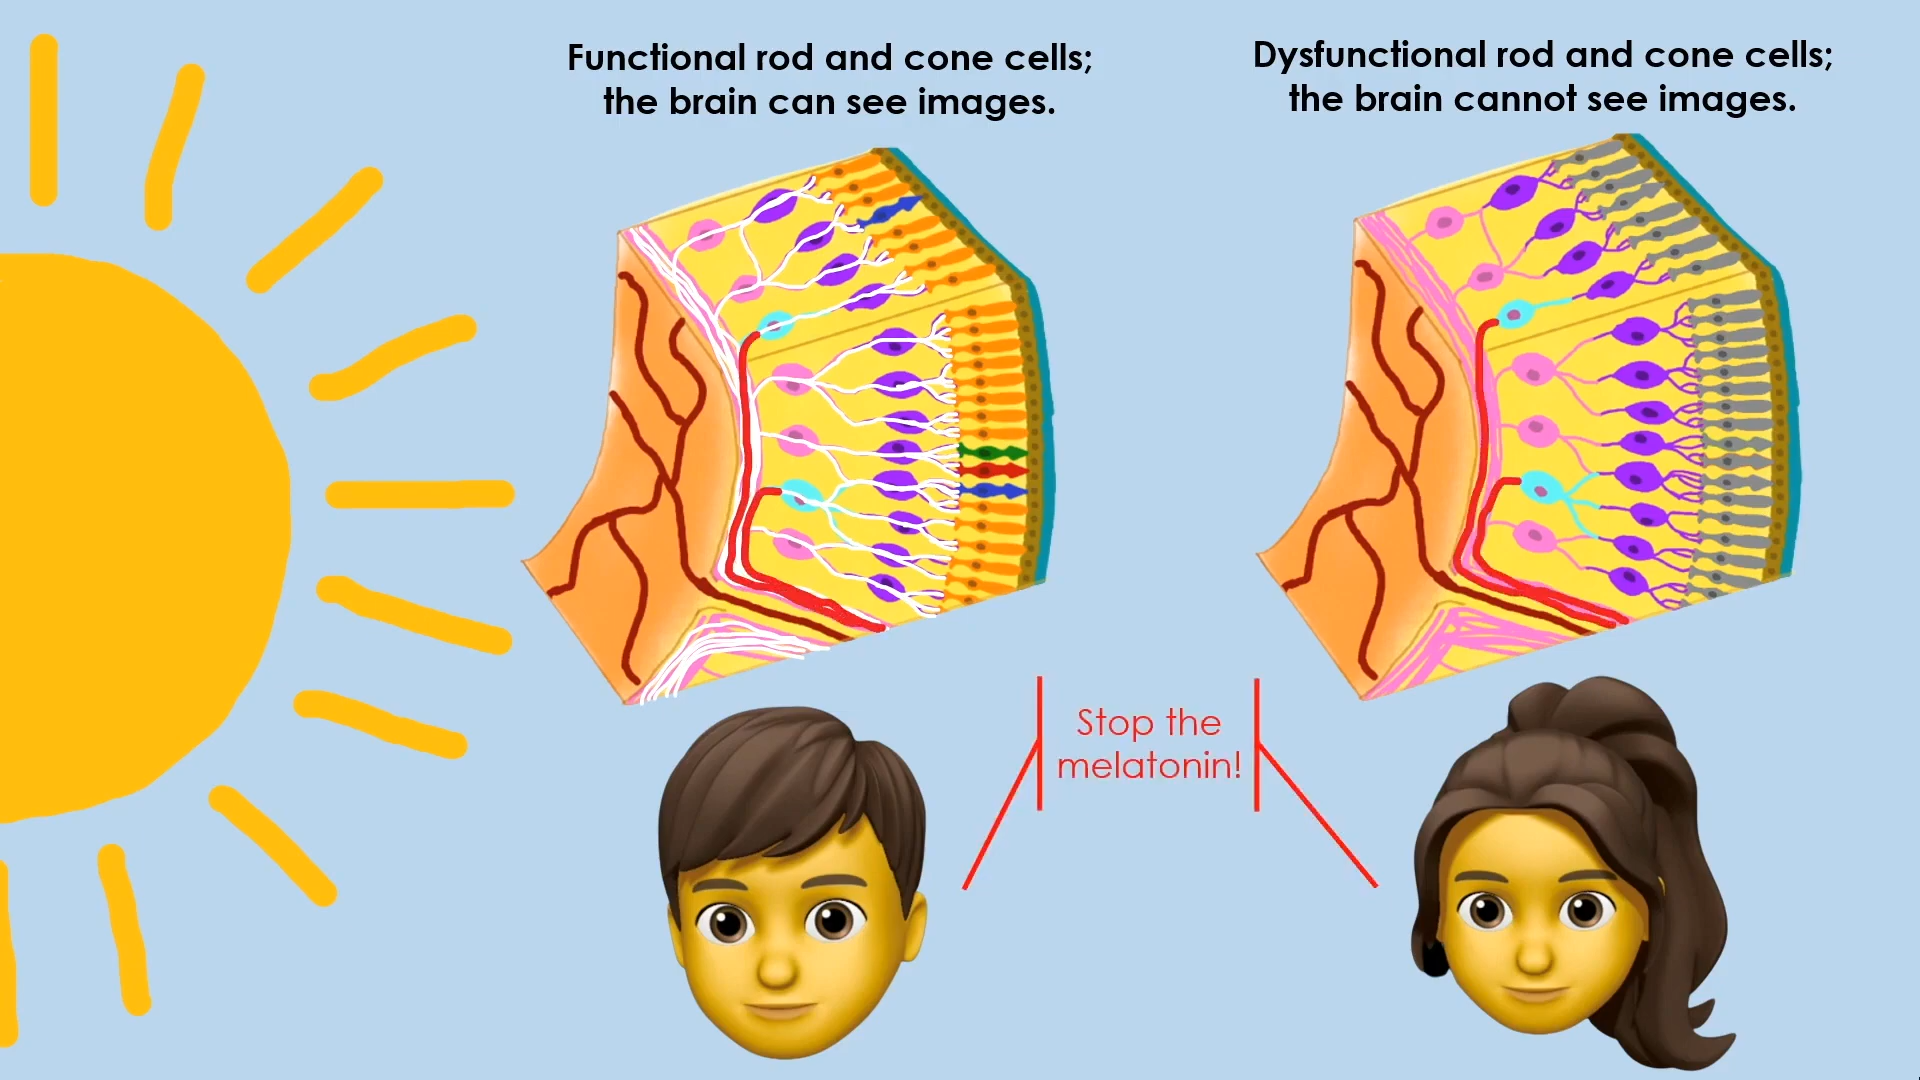 Functional rod and cone cells;
the brain can see images.
Dysfunctional rod and cone cells;
the brain cannot see images.
Stop the
melatonin!